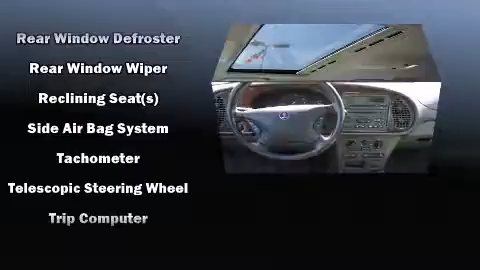 Rear Window Defroster
Rear Window Wiper
Reclining Seat(s)
Side Air Bag System
Tachometer
Telescopic Steering Wheel
Trip Computer